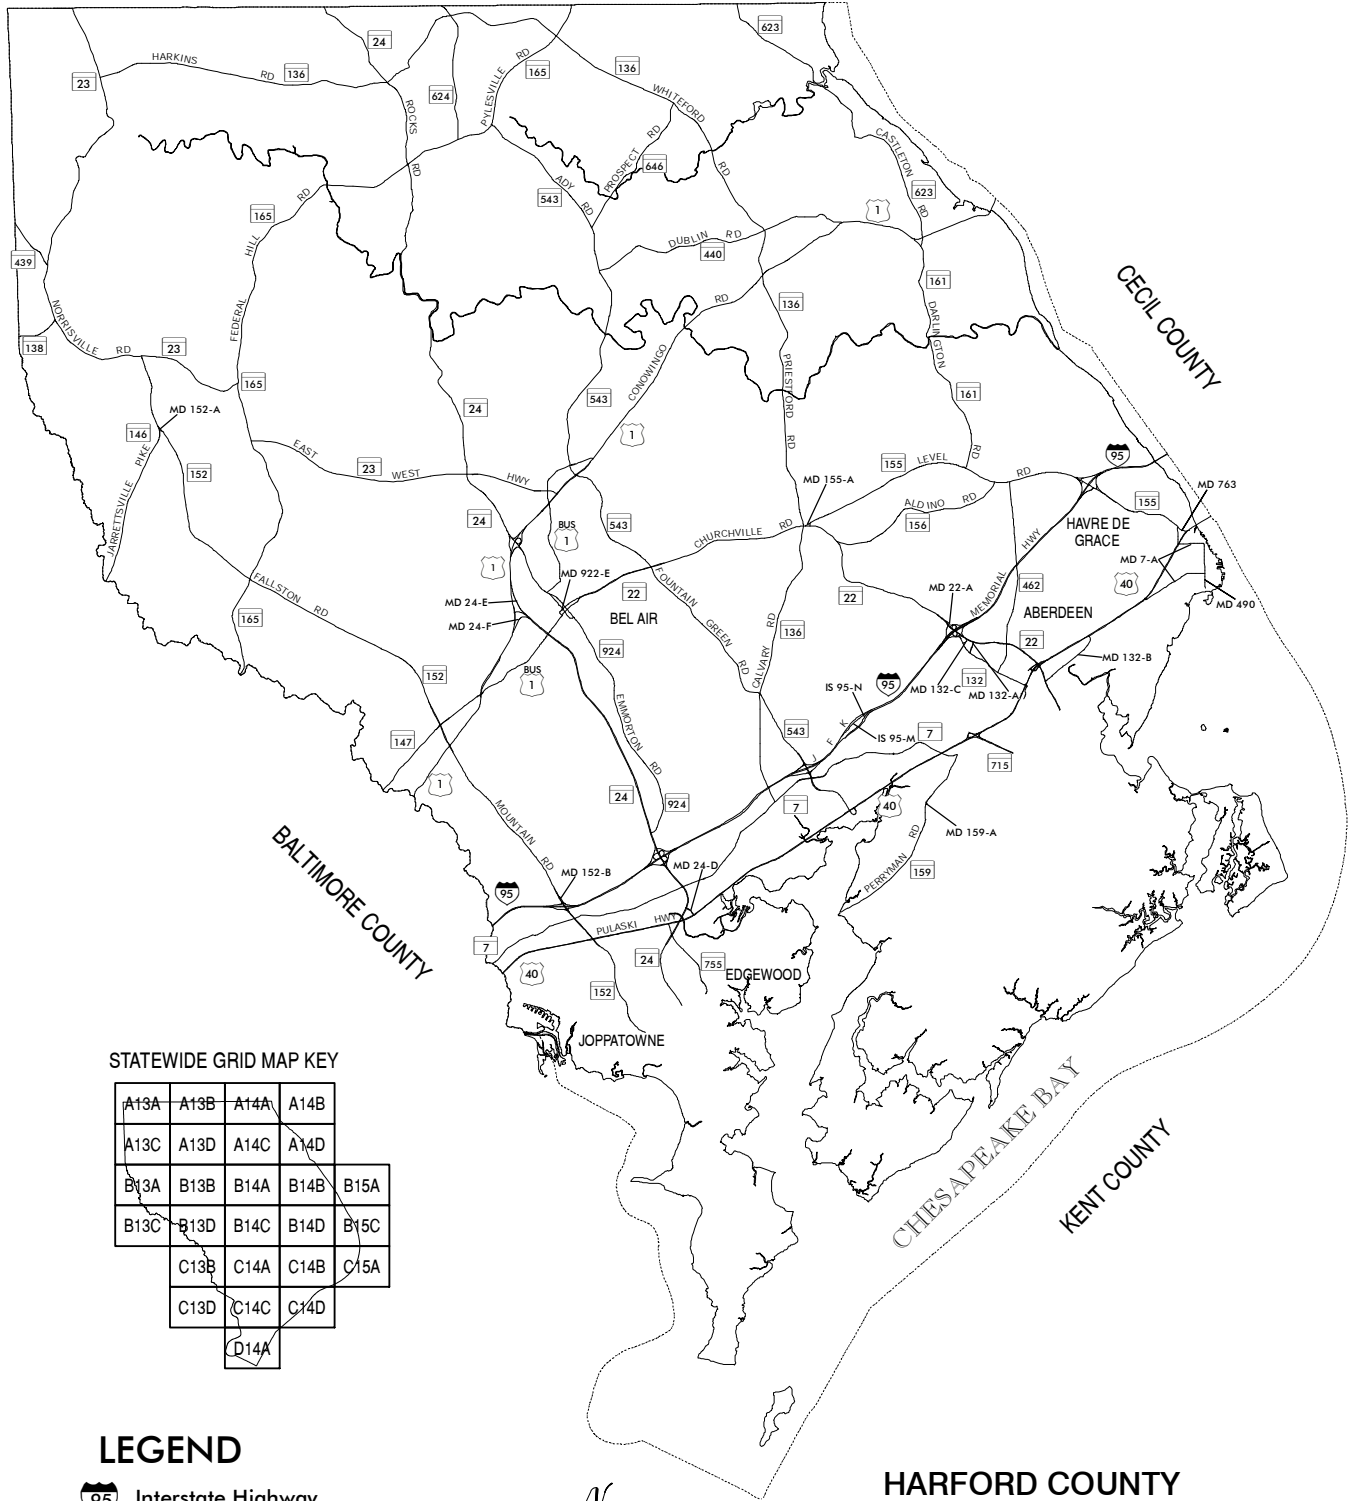 623
24
HARKINS RD
136
23
624
PYLESVILLE RD
165
136
WHITEFORD RD
ROCKS RD
PROSPECT RD
646
ADY RD
543
CASTLETON RD
623
1
165
FEDERAL HILL RD
DUBLIN RD
440
439
161
136
CECIL COUNTY
NORRISVILLE RD
138
23
165
CONOWINGO RD
DARLINGTON RD
161
PRIESTFORD RD
24
543
1
MD 152-A
146
JARRETTSVILLE PIKE
152
EAST WEST HWY
23
155
LEVEL RD
95
MD 155-A
ALDINO RD
156
155
MD 763
HAVRE DE GRACE
MD 7-A
40
MD 490
24
BUS
1
543
CHURCHVILLE RD
1
MD 922-E
22
FOUNTAIN GREEN RD
BEL AIR
MD 24-E
MD 24-F
22
MD 22-A
MEMORIAL HWY
462
ABERDEEN
22
FALLSTON RD
165
924
CALVARY RD
136
MD 132-B
132
MD 132-C
MD 132-A
152
BUS
1
EMMORTON RD
IS 95-N
95
IS 95-M
J F K
7
543
147
1
715
24
924
7
40
MD 159-A
MOUNTAIN RD
PERRYMAN RD
159
BALTIMORE COUNTY
MD 152-B
MD 24-D
95
PULASKI HWY
7
40
24
755
EDGEWOOD
152
JOPPATOWNE
CHESAPEAKE BAY
KENT COUNTY
STATEWIDE GRID MAP KEY
A13A A13B A14A A14B
A13C A13D A14C A14D
B13A B13B B14A B14B B15A
B13C B13D B14C B14D B15C
C13B C14A C14B C15A
C13D C14C C14D
D14A
LEGEND
95 Interstate Highway
N
HARFORD COUNTY